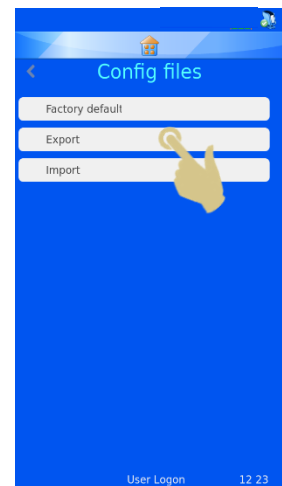 Config files
Factory default
Export
Import
User Logon 12 23